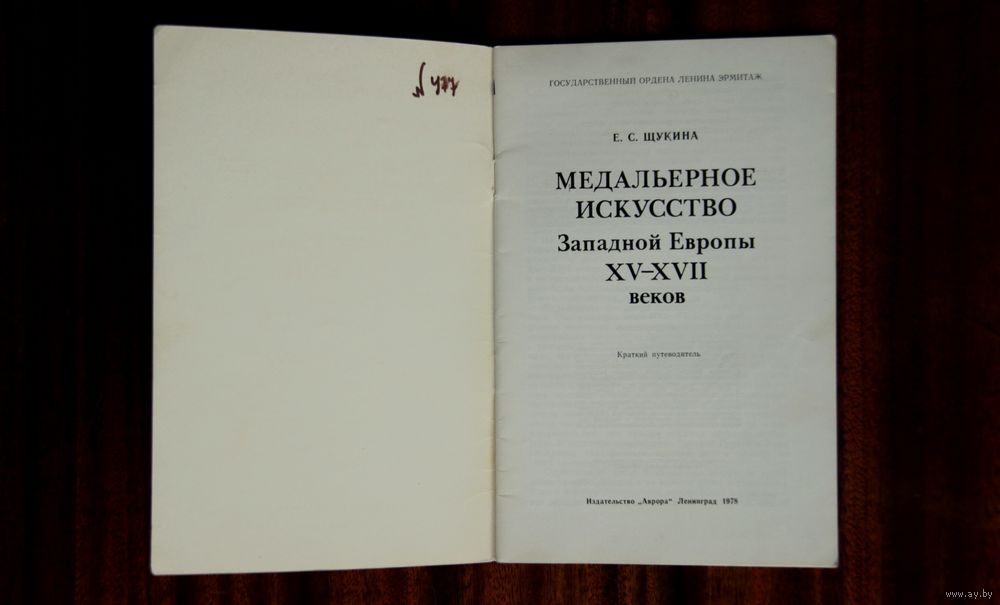 ГОСУДАРСТВЕННЫЙ ОРДЕНА ЛЕНИНА ЭРМИТАЖ
Е. С. ЩУКИНА
МЕДАЛЬЕРНОЕ
ИСКУССТВО
Западной Европы
XV–XVII
веков
Краткий путеводитель
Издательство „Аврора“ Ленинград 1978
www.ay.by